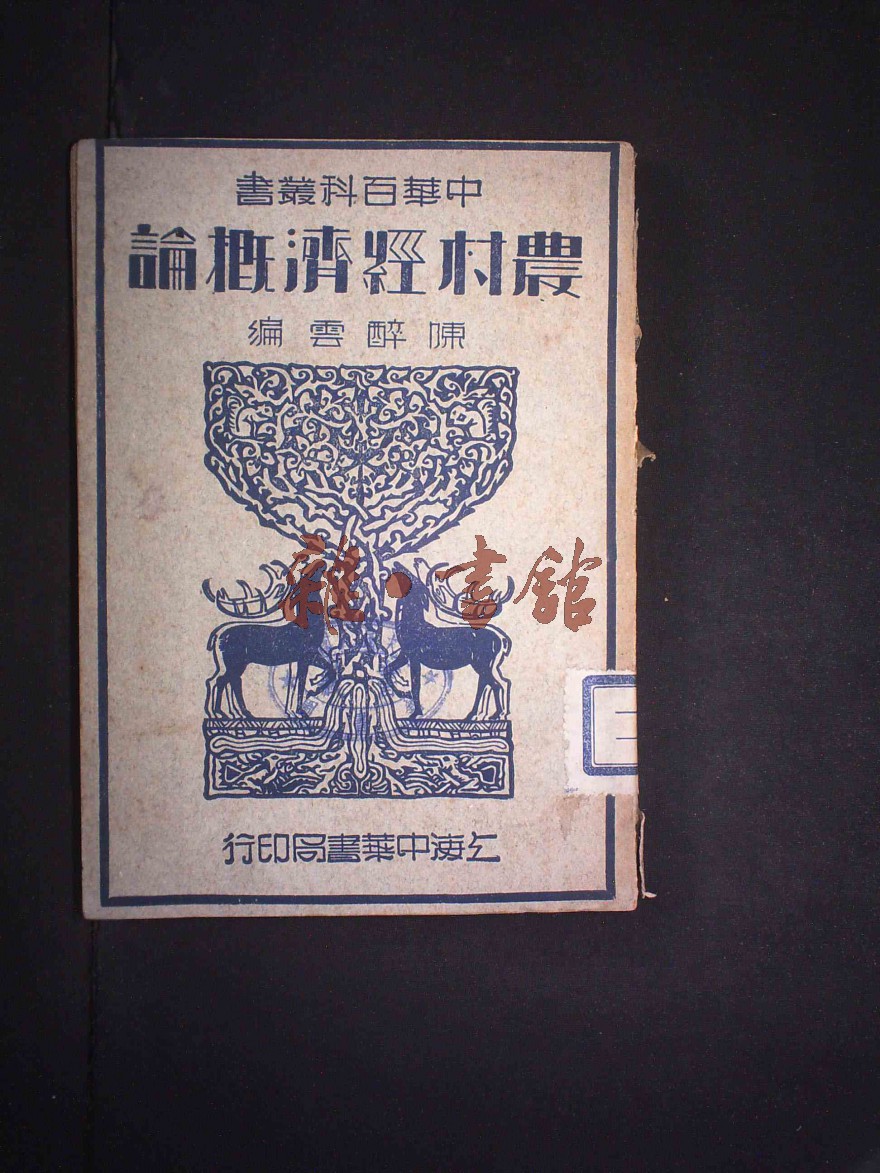 中華百科叢書
農村經濟概論
陳醉雲編
雜·書館
上海中華書局印行